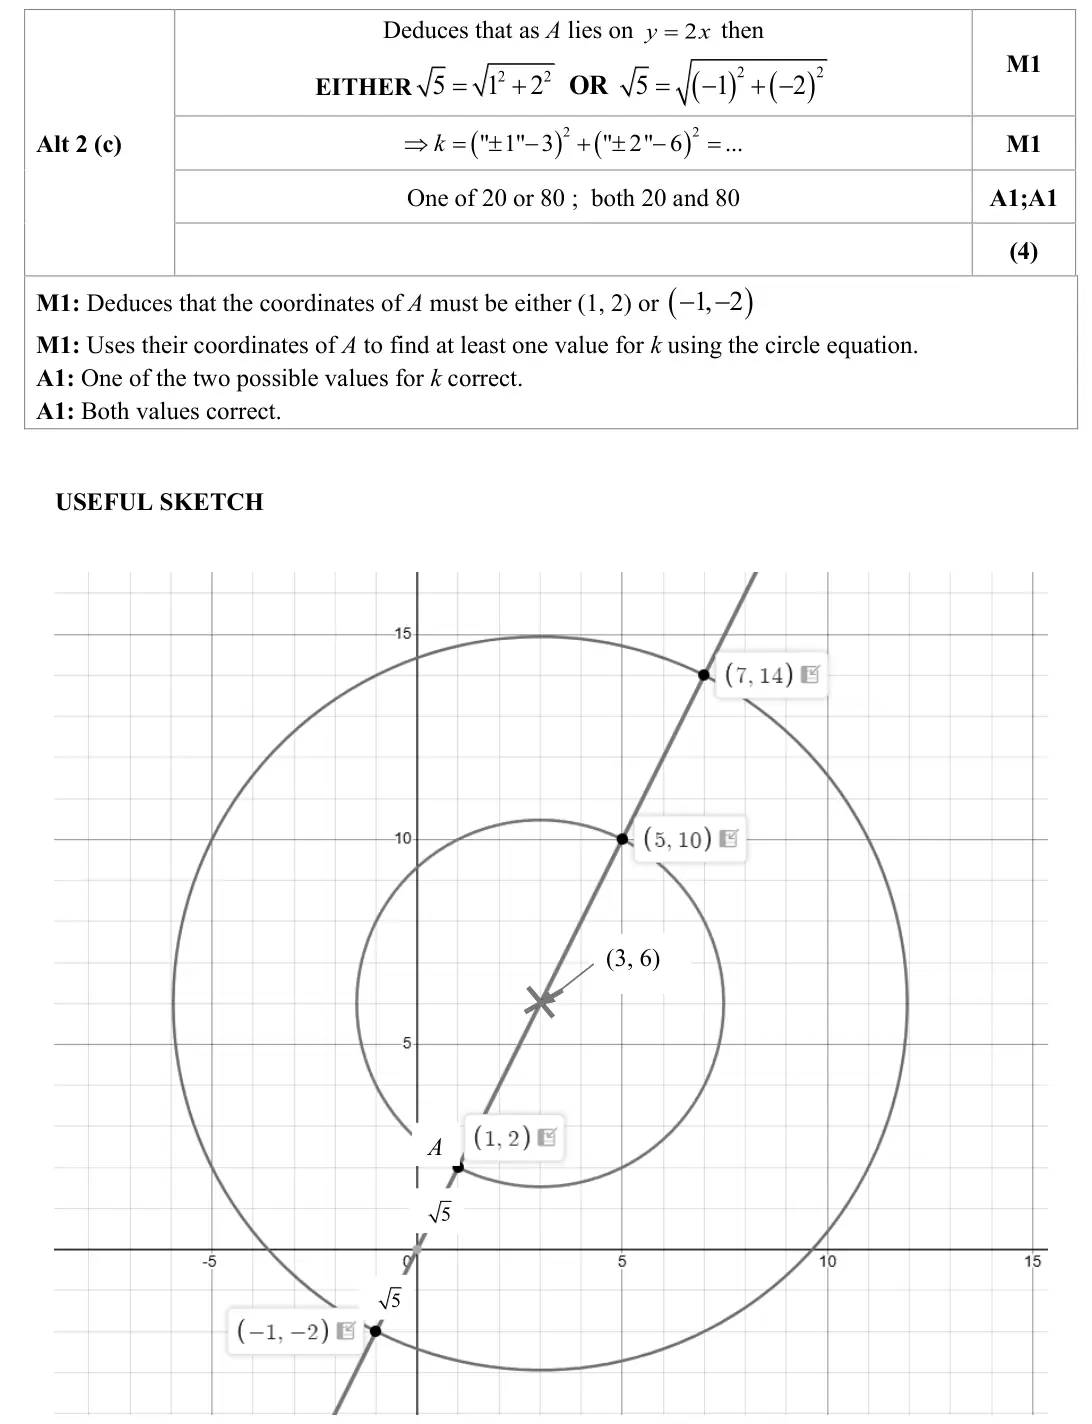 Deduces that as A lies on y = 2x then
EITHER √5 = √(1² + 2²) OR √5 = √((−1)² + (−2)²)
M1
Alt 2 (c)
⇒ k = ("±1"−3)² + ("±2"−6)² = ...
M1
One of 20 or 80 ; both 20 and 80
A1;A1
(4)
M1: Deduces that the coordinates of A must be either (1, 2) or (−1,−2)
M1: Uses their coordinates of A to find at least one value for k using the circle equation.
A1: One of the two possible values for k correct.
A1: Both values correct.
USEFUL SKETCH
15
(7, 14)
10
(5, 10)
(3, 6)
5
A
(1, 2)
√5
-5
0
5
10
15
√5
(−1, −2)